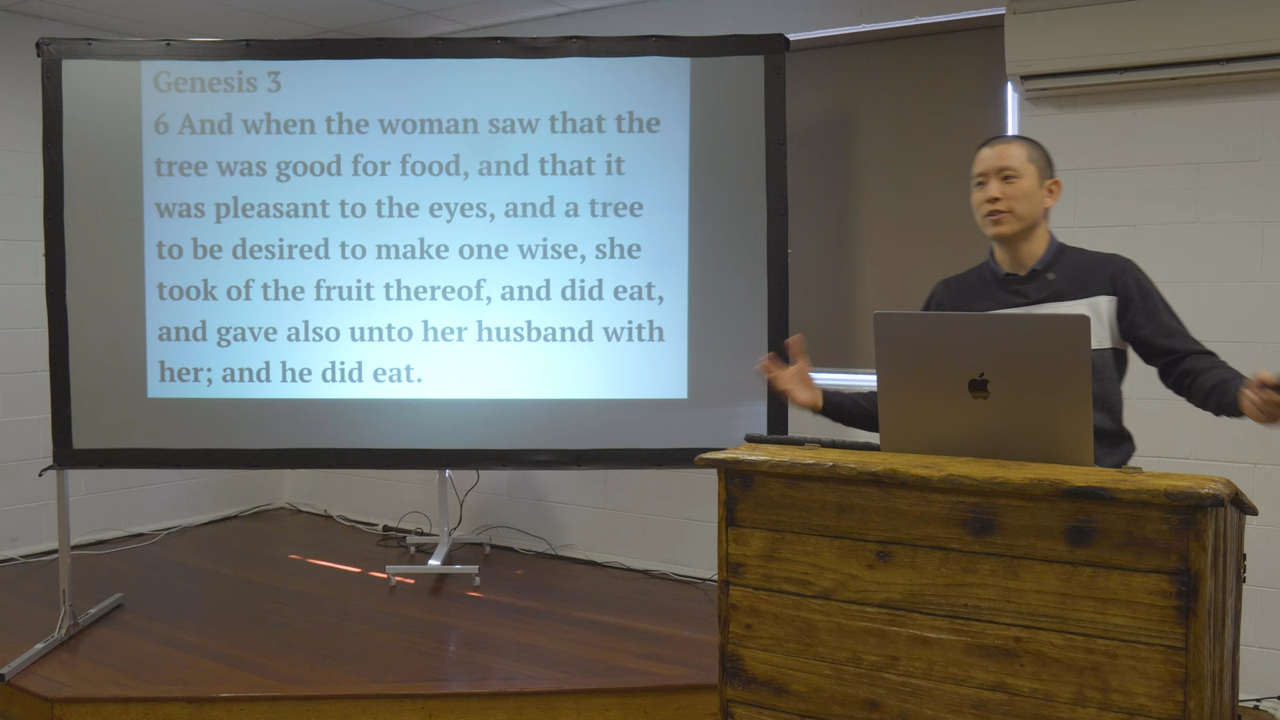 Genesis 3
6 And when the woman saw that the
tree was good for food, and that it
was pleasant to the eyes, and a tree
to be desired to make one wise, she
took of the fruit thereof, and did eat,
and gave also unto her husband with
her; and he did eat.